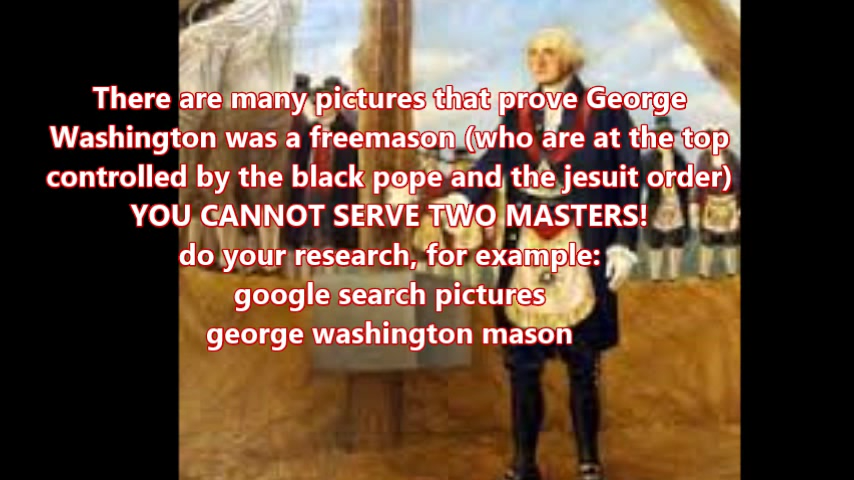 There are many pictures that prove George
Washington was a freemason (who are at the top
controlled by the black pope and the jesuit order)
YOU CANNOT SERVE TWO MASTERS!
do your research, for example:
google search pictures
george washington mason